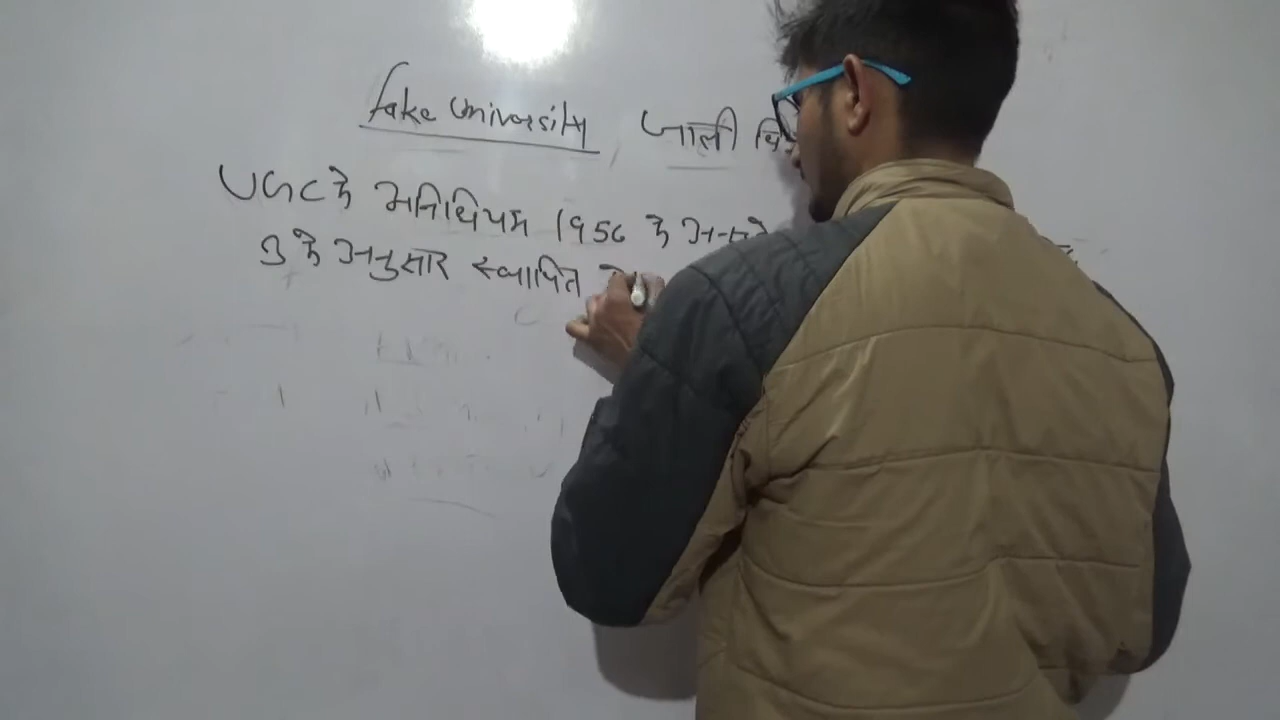 fake University जाली
UGC के अधिनियम 1956 के
3 के अनुसार स्थापित